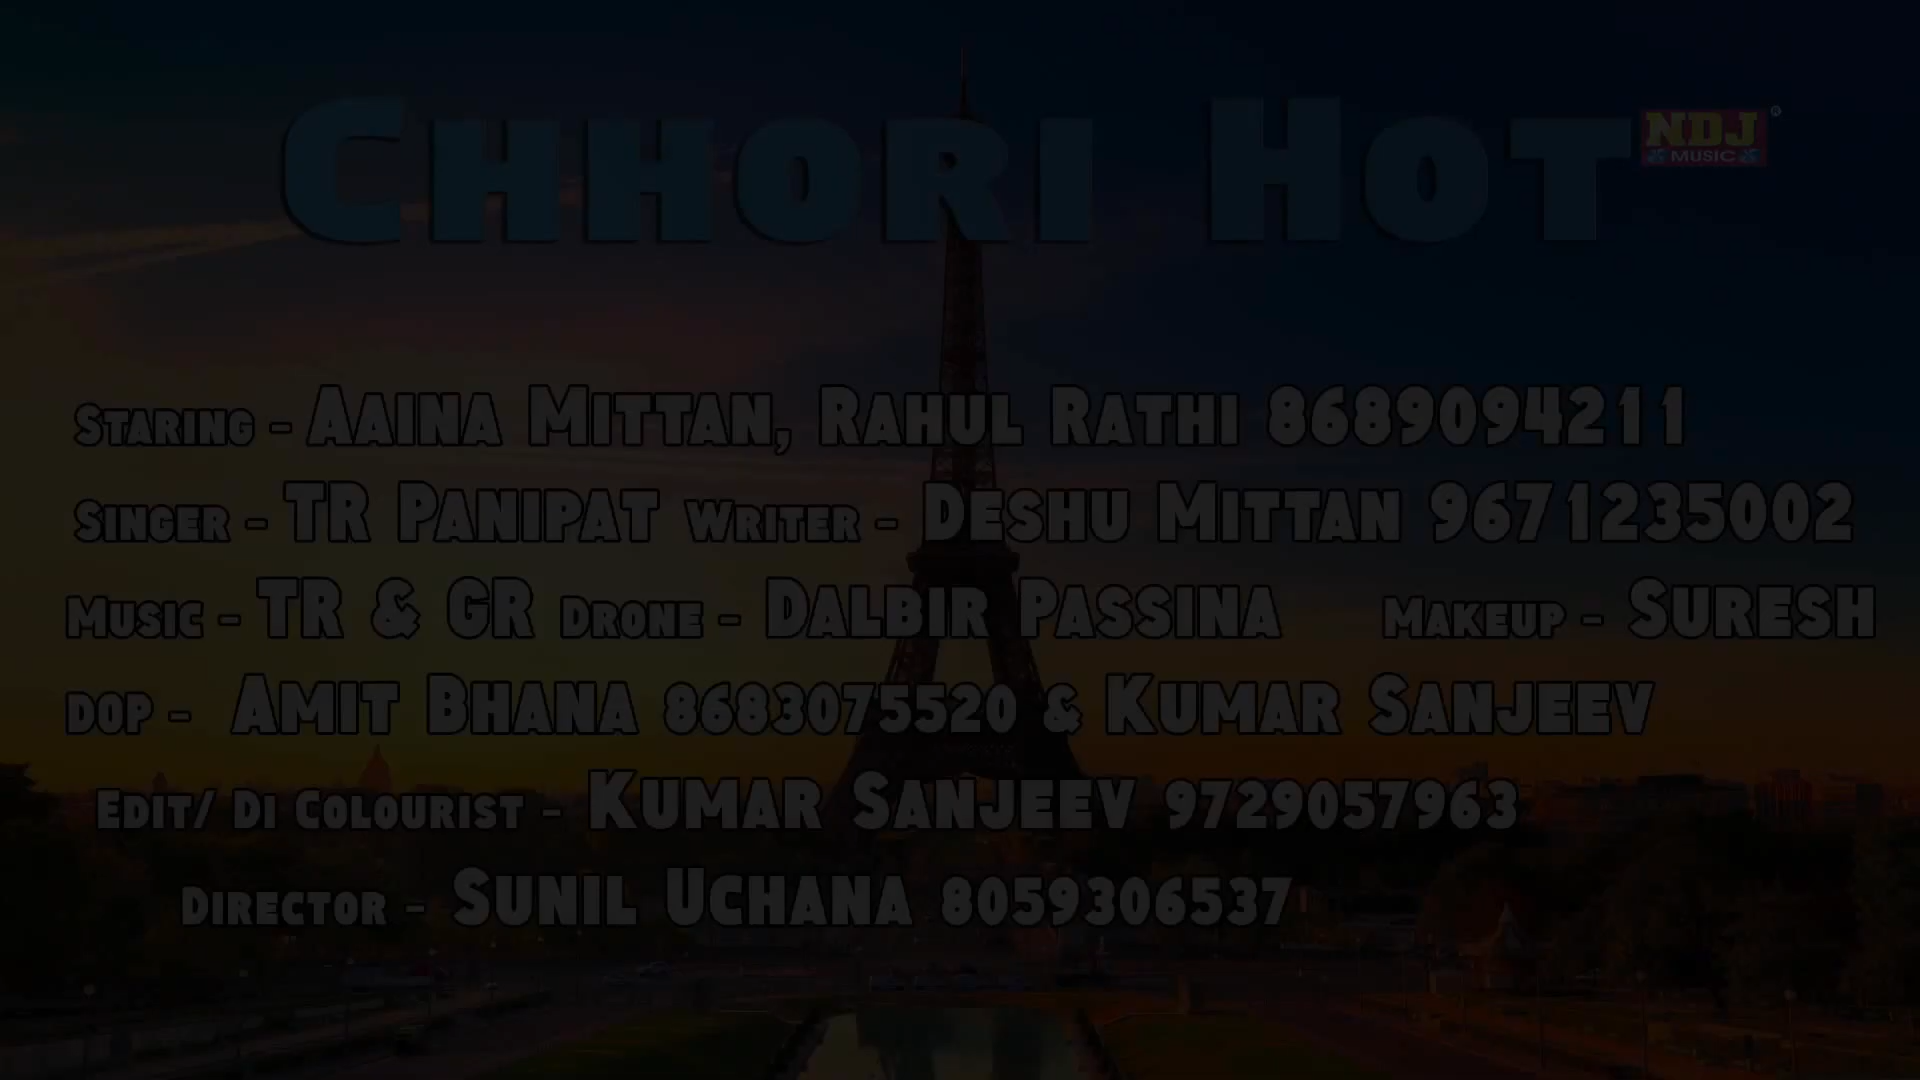 Chhori Hot
NDJ ®
MUSIC
Staring - Aaina Mittan, Rahul Rathi 8689094211
Singer - TR Panipat Writer - Deshu Mittan 9671235002
Music - TR & GR Drone - Dalbir Passina Makeup - Suresh
DOP - Amit Bhana 8683075520 & Kumar Sanjeev
Edit/ Di Colourist - Kumar Sanjeev 9729057963
Director - Sunil Uchana 8059306537